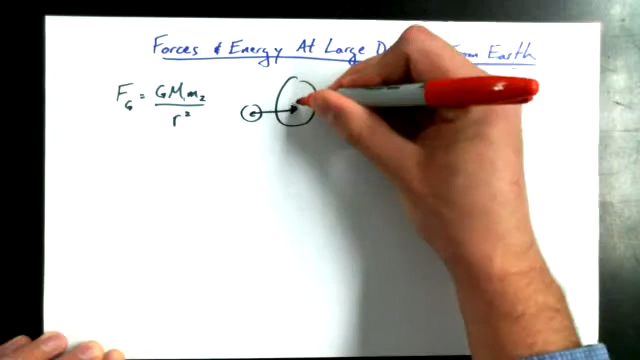 Forces & Energy At Large D From Earth
F_G = GMm₂ / r²